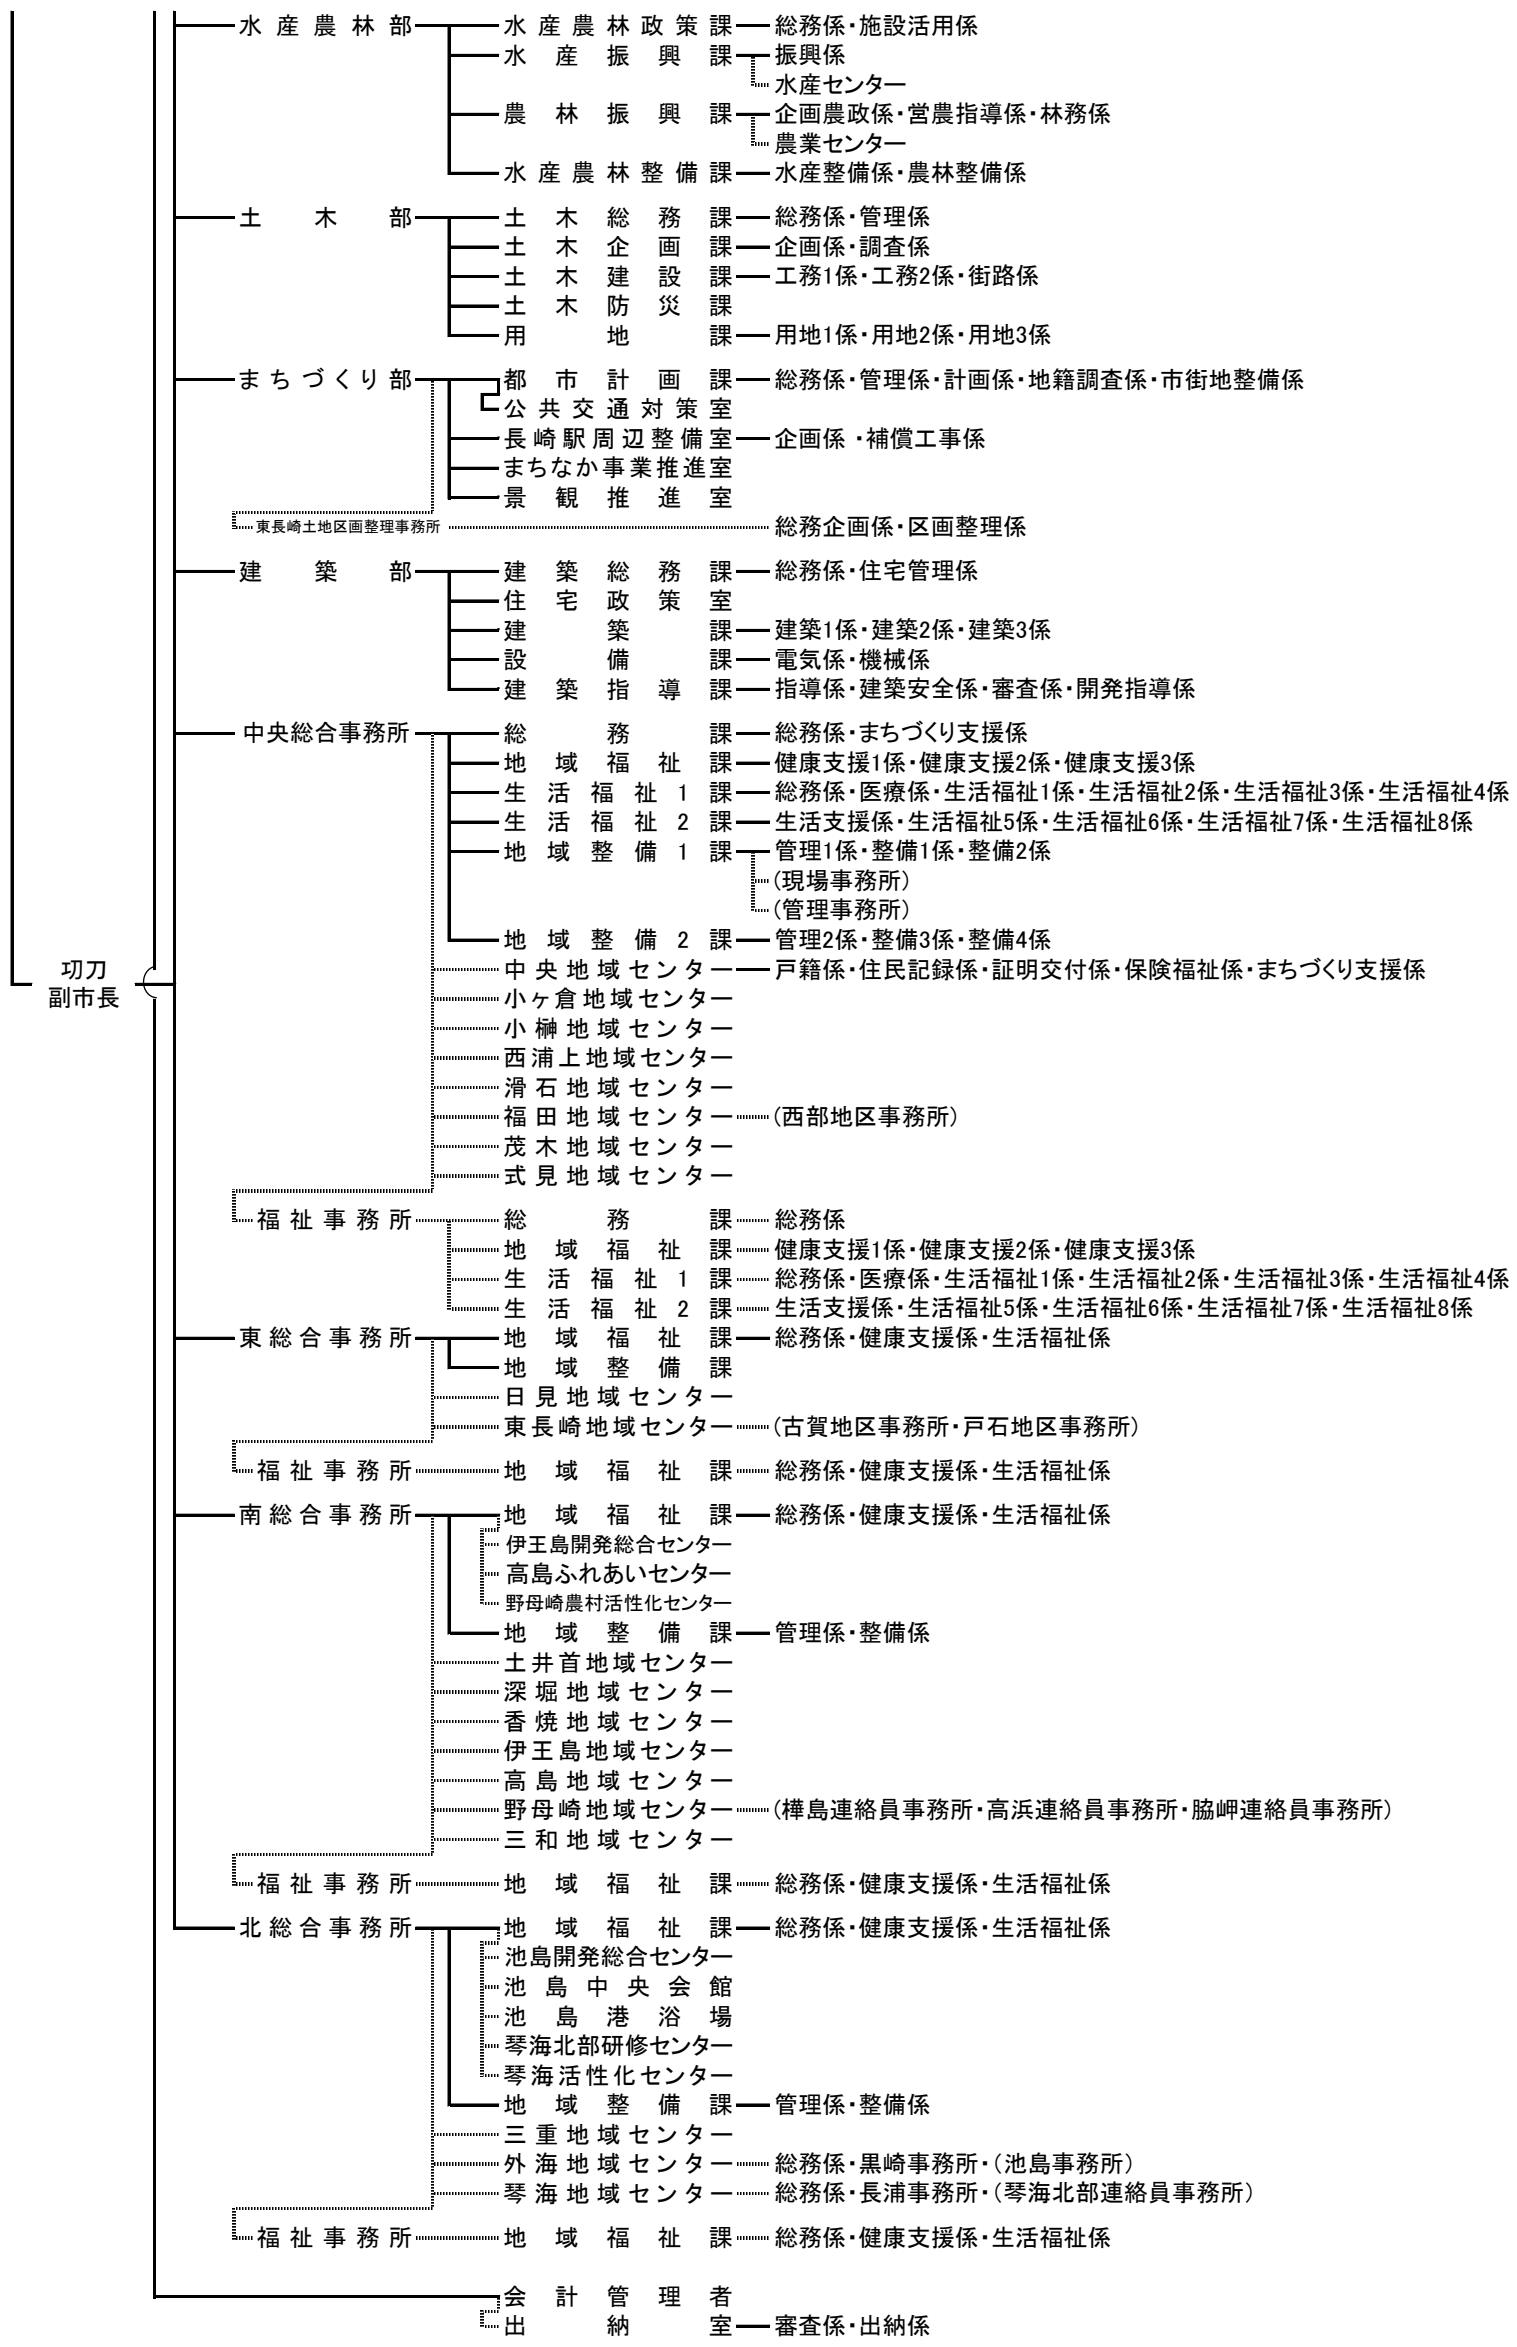 水産農林部 水産農林政策課 総務係・施設活用係
水産振興課 振興係
水産センター
農林振興課 企画農政係・営農指導係・林務係
農業センター
水産農林整備課 水産整備係・農林整備係
土木部 土木総務課 総務係・管理係
土木企画課 企画係・調査係
土木建設課 工務1係・工務2係・街路係
土木防災課
用地課 用地1係・用地2係・用地3係
まちづくり部 都市計画課 総務係・管理係・計画係・地籍調査係・市街地整備係
公共交通対策室
長崎駅周辺整備室 企画係・補償工事係
まちなか事業推進室
景観推進室
東長崎土地区画整理事務所 総務企画係・区画整理係
建築部 建築総務課 総務係・住宅管理係
住宅政策室
建築課 建築1係・建築2係・建築3係
設備課 電気係・機械係
建築指導課 指導係・建築安全係・審査係・開発指導係
中央総合事務所 総務課 総務係・まちづくり支援係
地域福祉課 健康支援1係・健康支援2係・健康支援3係
生活福祉1課 総務係・医療係・生活福祉1係・生活福祉2係・生活福祉3係・生活福祉4係
生活福祉2課 生活支援係・生活福祉5係・生活福祉6係・生活福祉7係・生活福祉8係
地域整備1課 管理1係・整備1係・整備2係
(現場事務所)
(管理事務所)
地域整備2課 管理2係・整備3係・整備4係
切刀
副市長
中央地域センター 戸籍係・住民記録係・証明交付係・保険福祉係・まちづくり支援係
小ヶ倉地域センター
小榊地域センター
西浦上地域センター
滑石地域センター
福田地域センター (西部地区事務所)
茂木地域センター
式見地域センター
福祉事務所 総務課 総務係
地域福祉課 健康支援1係・健康支援2係・健康支援3係
生活福祉1課 総務係・医療係・生活福祉1係・生活福祉2係・生活福祉3係・生活福祉4係
生活福祉2課 生活支援係・生活福祉5係・生活福祉6係・生活福祉7係・生活福祉8係
東総合事務所 地域福祉課 総務係・健康支援係・生活福祉係
地域整備課
日見地域センター
東長崎地域センター (古賀地区事務所・戸石地区事務所)
福祉事務所 地域福祉課 総務係・健康支援係・生活福祉係
南総合事務所 地域福祉課 総務係・健康支援係・生活福祉係
伊王島開発総合センター
高島ふれあいセンター
野母崎農村活性化センター
地域整備課 管理係・整備係
土井首地域センター
深堀地域センター
香焼地域センター
伊王島地域センター
高島地域センター
野母崎地域センター (樺島連絡員事務所・高浜連絡員事務所・脇岬連絡員事務所)
三和地域センター
福祉事務所 地域福祉課 総務係・健康支援係・生活福祉係
北総合事務所 地域福祉課 総務係・健康支援係・生活福祉係
池島開発総合センター
池島中央会館
池島港浴場
琴海北部研修センター
琴海活性化センター
地域整備課 管理係・整備係
三重地域センター
外海地域センター 総務係・黒崎事務所・(池島事務所)
琴海地域センター 総務係・長浦事務所・(琴海北部連絡員事務所)
福祉事務所 地域福祉課 総務係・健康支援係・生活福祉係
会計管理者
出納室 審査係・出納係